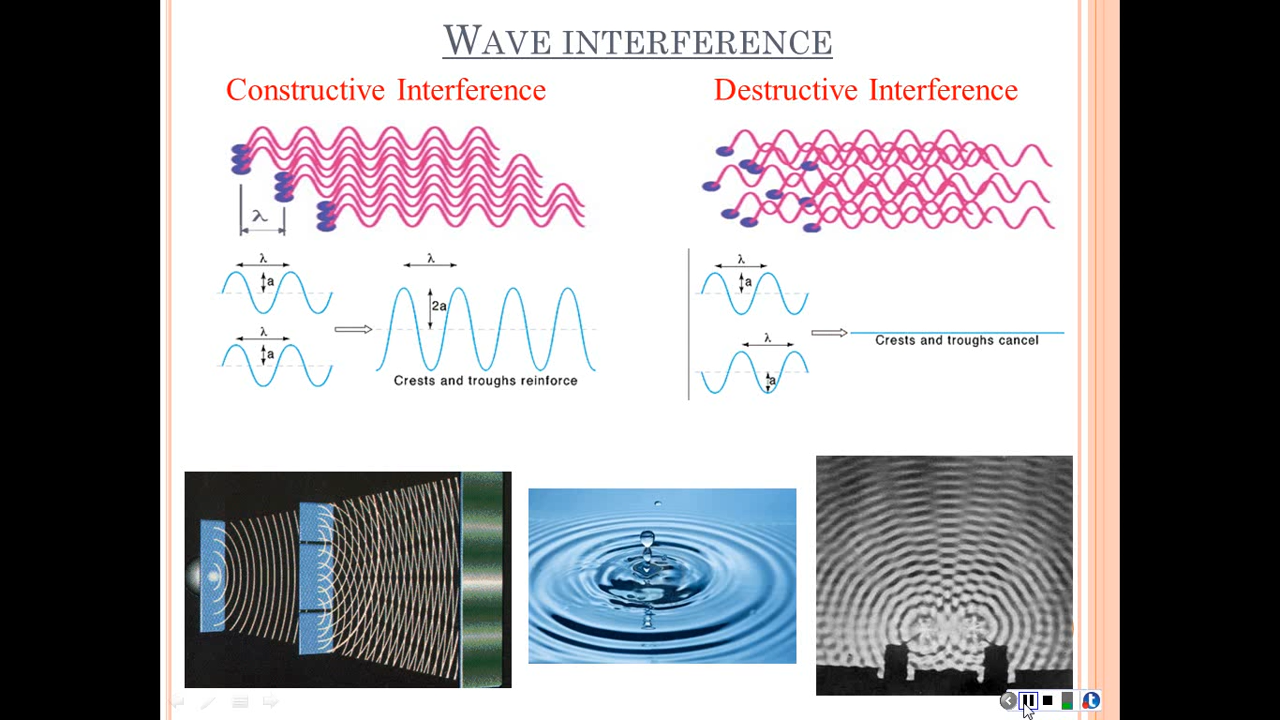 WAVE INTERFERENCE
Constructive Interference
Destructive Interference
λ
λ
a
λ
a
λ
2a
Crests and troughs reinforce
λ
a
λ
a
Crests and troughs cancel